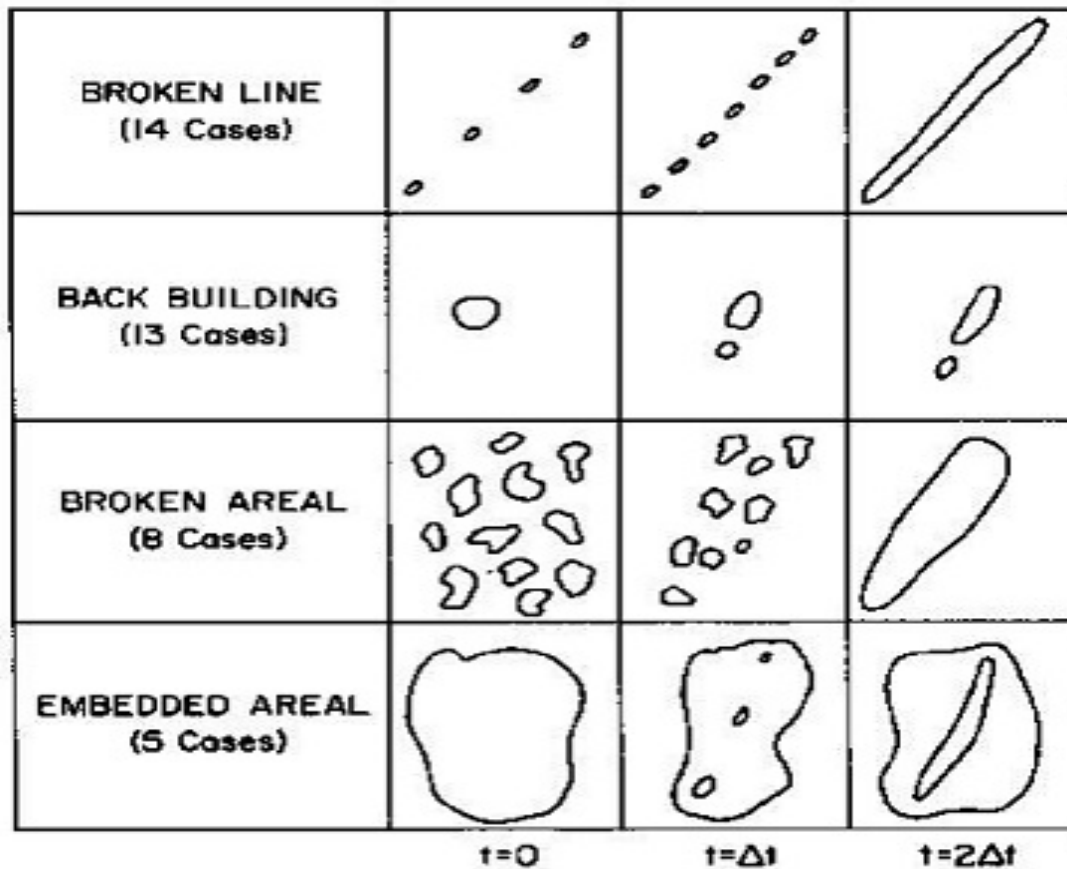 BROKEN LINE
(14 Cases)
BACK BUILDING
(13 Cases)
BROKEN AREAL
(8 Cases)
EMBEDDED AREAL
(5 Cases)
t=0
t=Δt
t=2Δt